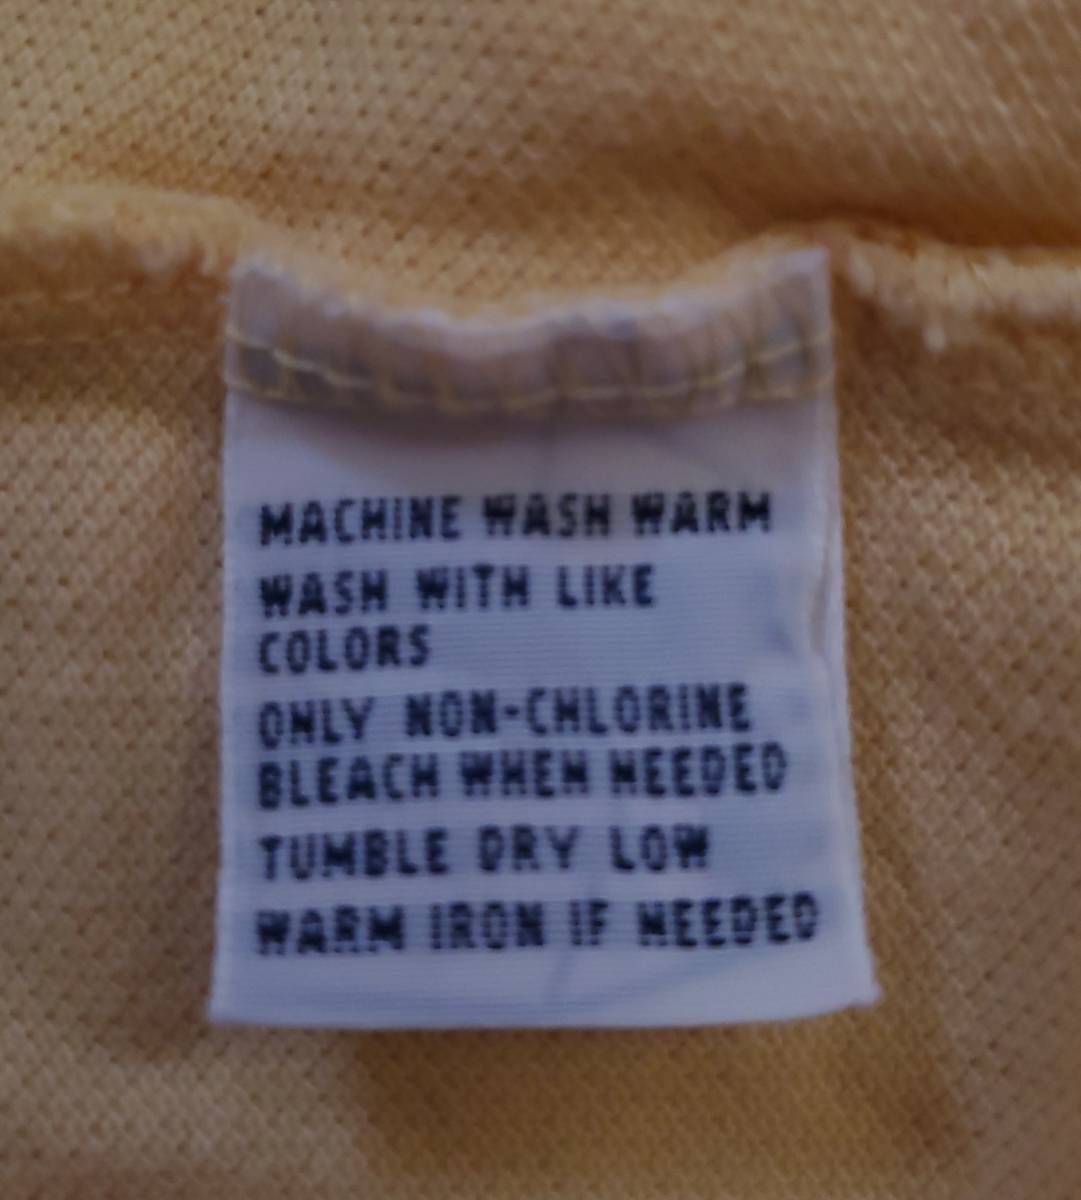 MACHINE WASH WARM
WASH WITH LIKE
COLORS
ONLY NON-CHLORINE
BLEACH WHEN NEEDED
TUMBLE DRY LOW
WARM IRON IF NEEDED